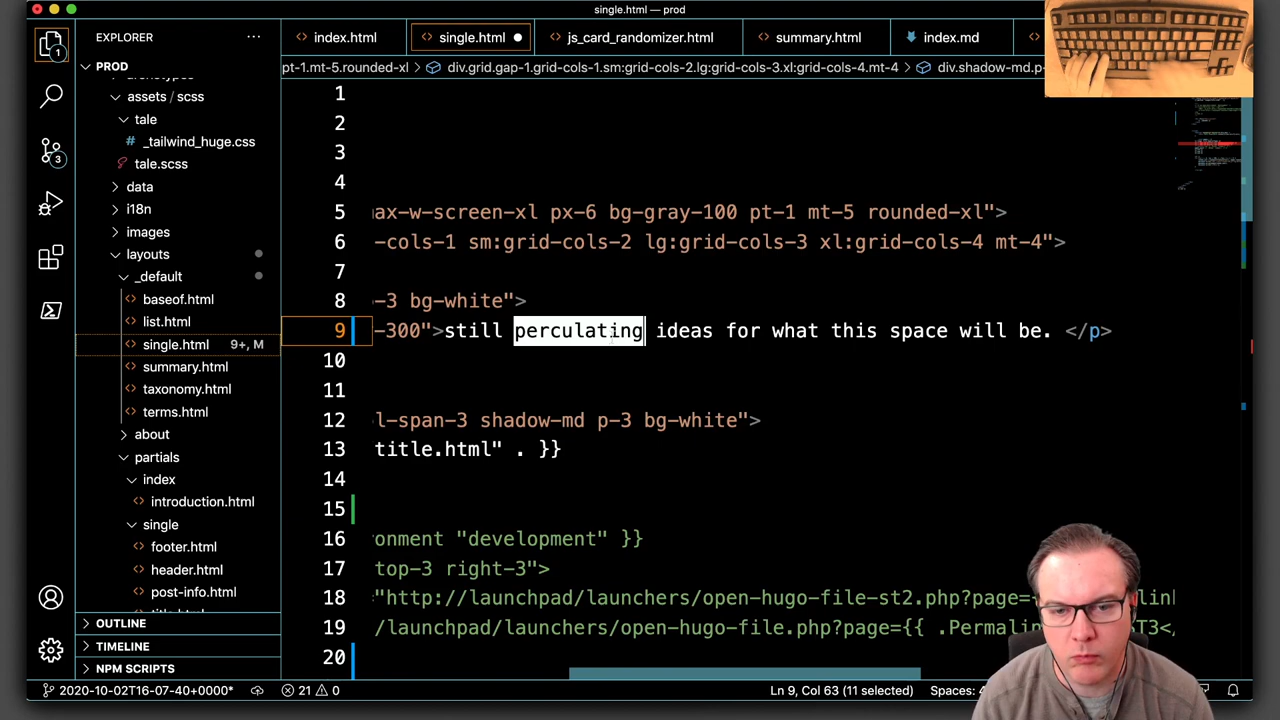 single.html — prod
EXPLORER
index.html
single.html
js_card_randomizer.html
summary.html
index.md
PROD
pt-1.mt-5.rounded-xl > div.grid.gap-1.grid-cols-1.sm:grid-cols-2.lg:grid-cols-3.xl:grid-cols-4.mt-4 > div.shadow-md.p-
assets / scss
tale
_tailwind_huge.css
tale.scss
data
i18n
images
layouts
_default
baseof.html
list.html
single.html 9+, M
summary.html
taxonomy.html
terms.html
about
partials
index
introduction.html
single
footer.html
header.html
post-info.html
OUTLINE
TIMELINE
NPM SCRIPTS
1
3
1
2
3
4
5 ax-w-screen-xl px-6 bg-gray-100 pt-1 mt-5 rounded-xl">
6 -cols-1 sm:grid-cols-2 lg:grid-cols-3 xl:grid-cols-4 mt-4">
7
8 -3 bg-white">
9 -300">still perculating ideas for what this space will be. </p>
10
11
12 l-span-3 shadow-md p-3 bg-white">
13 title.html" . }}
14
15
16 onment "development" }}
17 top-3 right-3">
18 ="http://launchpad/launchers/open-hugo-file-st2.php?page={ link
19 /launchpad/launchers/open-hugo-file.php?page={{ .Permalin T3</
20
2020-10-02T16-07-40+0000*
21 0
Ln 9, Col 63 (11 selected)
Spaces: